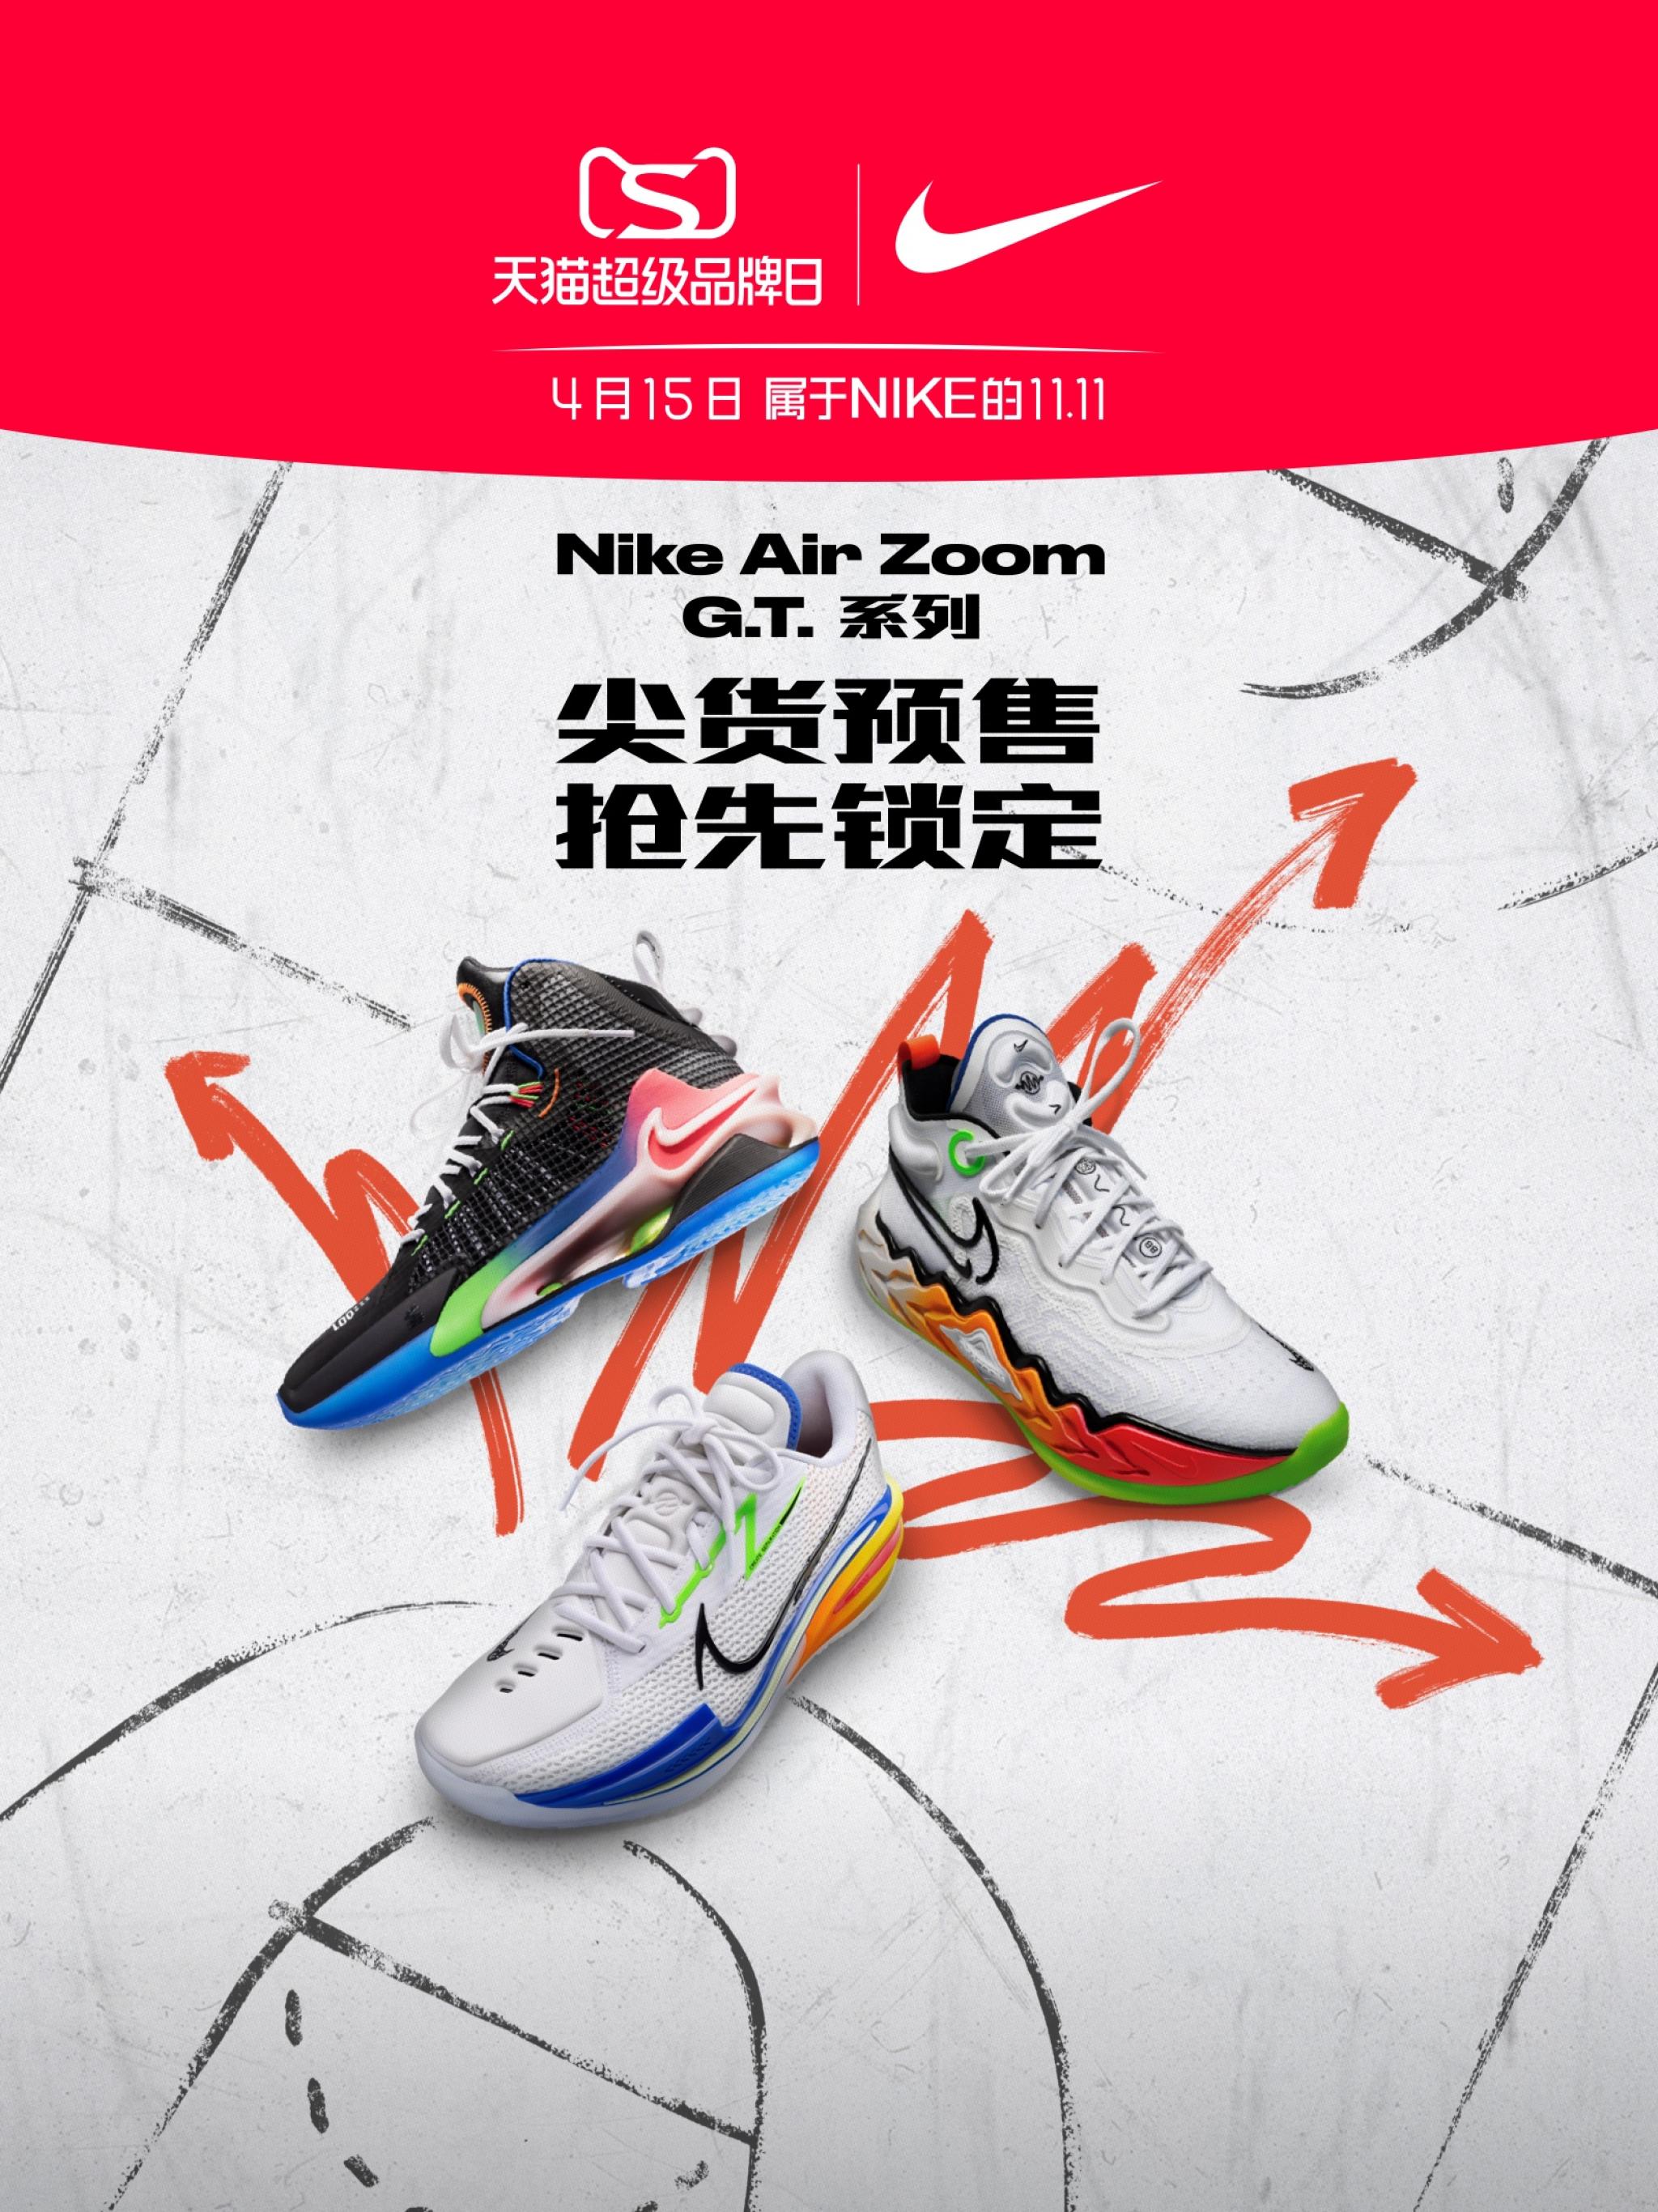 天猫超级品牌日
4月15日 属于NIKE的11.11
Nike Air Zoom
G.T. 系列
尖货预售
抢先锁定